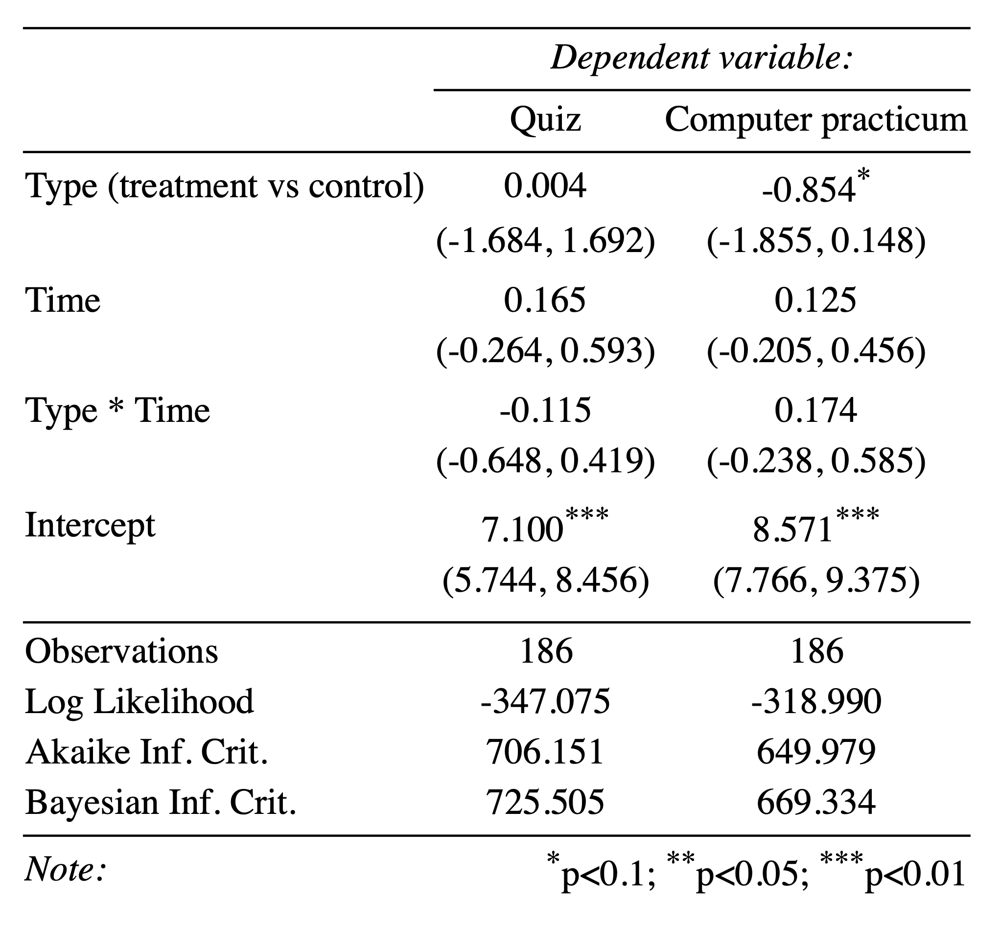 Dependent variable:
Quiz Computer practicum
Type (treatment vs control) 0.004 -0.854*
(-1.684, 1.692) (-1.855, 0.148)
Time 0.165 0.125
(-0.264, 0.593) (-0.205, 0.456)
Type * Time -0.115 0.174
(-0.648, 0.419) (-0.238, 0.585)
Intercept 7.100*** 8.571***
(5.744, 8.456) (7.766, 9.375)
Observations 186 186
Log Likelihood -347.075 -318.990
Akaike Inf. Crit. 706.151 649.979
Bayesian Inf. Crit. 725.505 669.334
Note: *p<0.1; **p<0.05; ***p<0.01